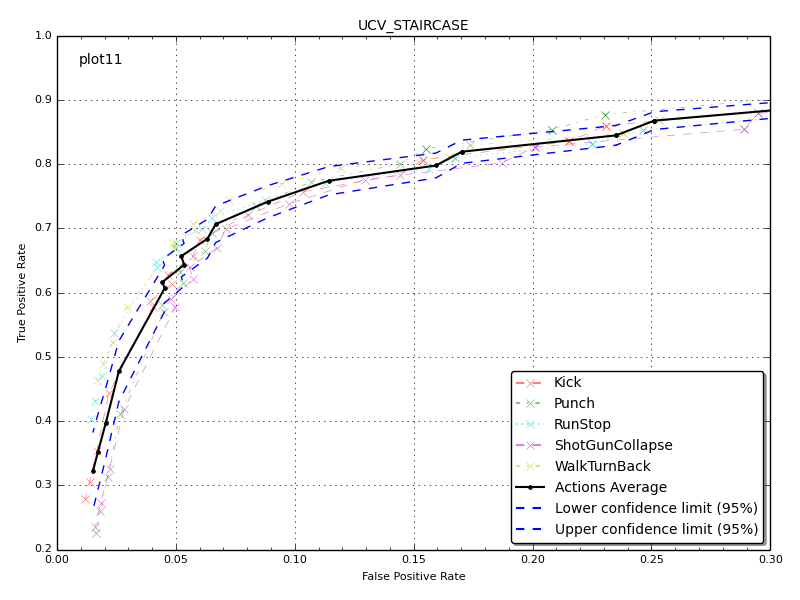 UCV_STAIRCASE
plot11
1.0
0.9
0.8
0.7
0.6
0.5
0.4
0.3
0.2
True Positive Rate
0.00 0.05 0.10 0.15 0.20 0.25 0.30
False Positive Rate
Kick
Punch
RunStop
ShotGunCollapse
WalkTurnBack
Actions Average
Lower confidence limit (95%)
Upper confidence limit (95%)